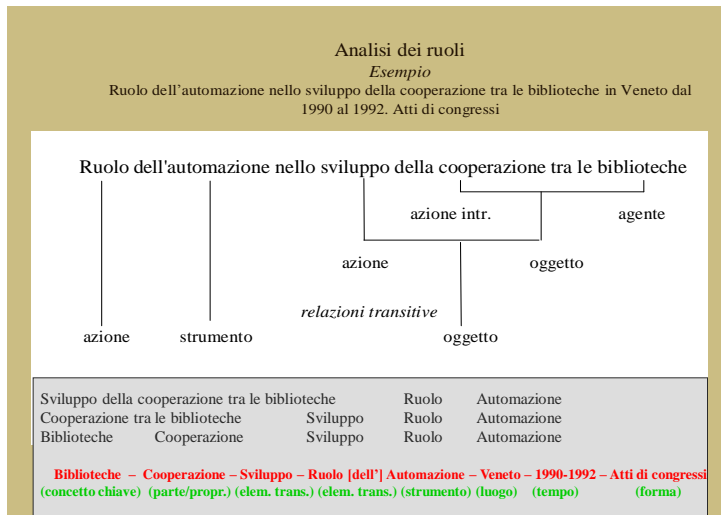 Analisi dei ruoli
Esempio
Ruolo dell'automazione nello sviluppo della cooperazione tra le biblioteche in Veneto dal
1990 al 1992. Atti di congressi
Ruolo dell'automazione nello sviluppo della cooperazione tra le biblioteche
azione intr. agente
azione oggetto
relazioni transitive
azione strumento oggetto
Sviluppo della cooperazione tra le biblioteche Ruolo Automazione
Cooperazione tra le biblioteche Sviluppo Ruolo Automazione
Biblioteche Cooperazione Sviluppo Ruolo Automazione
Biblioteche – Cooperazione – Sviluppo – Ruolo [dell'] Automazione – Veneto – 1990-1992 – Atti di congressi
(concetto chiave) (parte/propr.) (elem. trans.) (elem. trans.) (strumento) (luogo) (tempo) (forma)